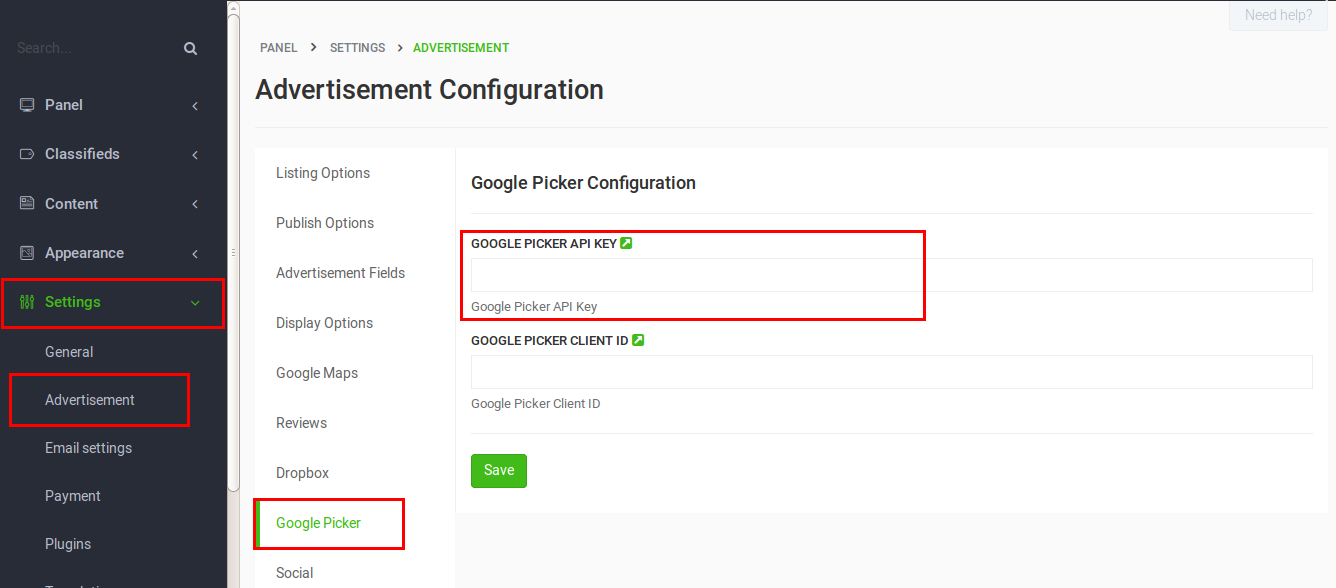 Need help?
Search...
Panel
Classifieds
Content
Appearance
Settings
General
Advertisement
Email settings
Payment
Plugins
PANEL > SETTINGS > ADVERTISEMENT
Advertisement Configuration
Listing Options
Publish Options
Advertisement Fields
Display Options
Google Maps
Reviews
Dropbox
Google Picker
Social
Google Picker Configuration
GOOGLE PICKER API KEY
Google Picker API Key
GOOGLE PICKER CLIENT ID
Google Picker Client ID
Save